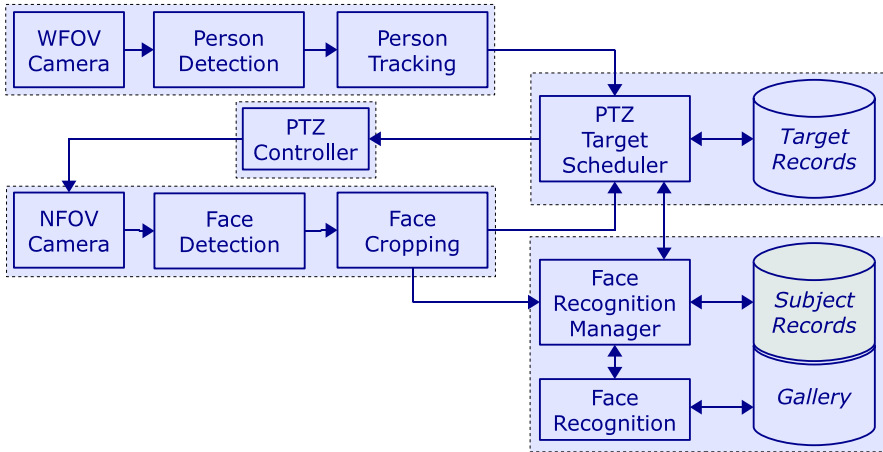 WFOV
Camera
Person
Detection
Person
Tracking
PTZ
Controller
PTZ
Target
Scheduler
Target
Records
NFOV
Camera
Face
Detection
Face
Cropping
Face
Recognition
Manager
Subject
Records
Face
Recognition
Gallery